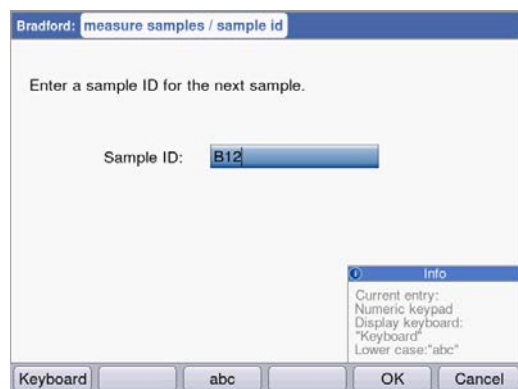 Bradford: measure samples / sample id
Enter a sample ID for the next sample.
Sample ID: B12
Info
Current entry:
Numeric keypad
Display keyboard:
"Keyboard"
Lower case:"abc"
Keyboard abc OK Cancel